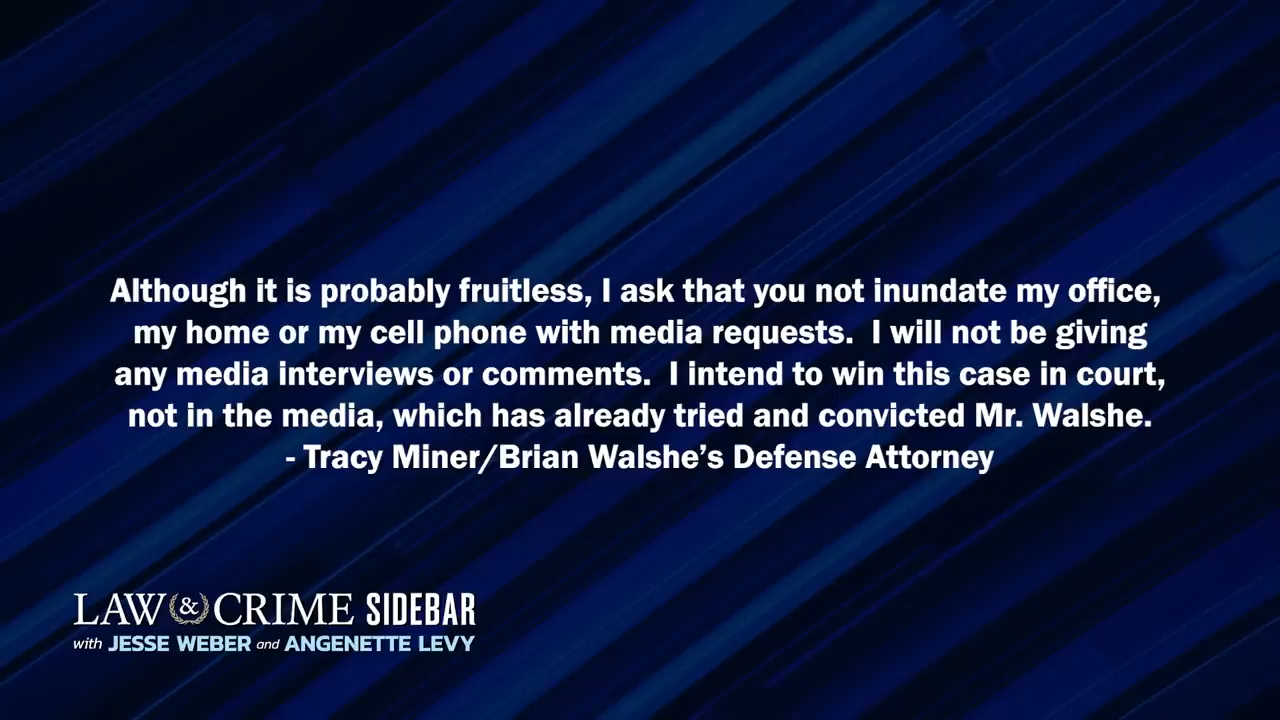 Although it is probably fruitless, I ask that you not inundate my office,
my home or my cell phone with media requests.  I will not be giving
any media interviews or comments.  I intend to win this case in court,
not in the media, which has already tried and convicted Mr. Walshe.
- Tracy Miner/Brian Walshe’s Defense Attorney
LAW & CRIME SIDEBAR
with JESSE WEBER and ANGENETTE LEVY